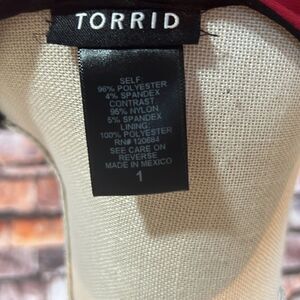 TORRID
SELF
96% POLYESTER
4% SPANDEX
CONTRAST
95% NYLON
5% SPANDEX
LINING:
100% POLYESTER
RN# 120684
SEE CARE ON
REVERSE
MADE IN MEXICO
1